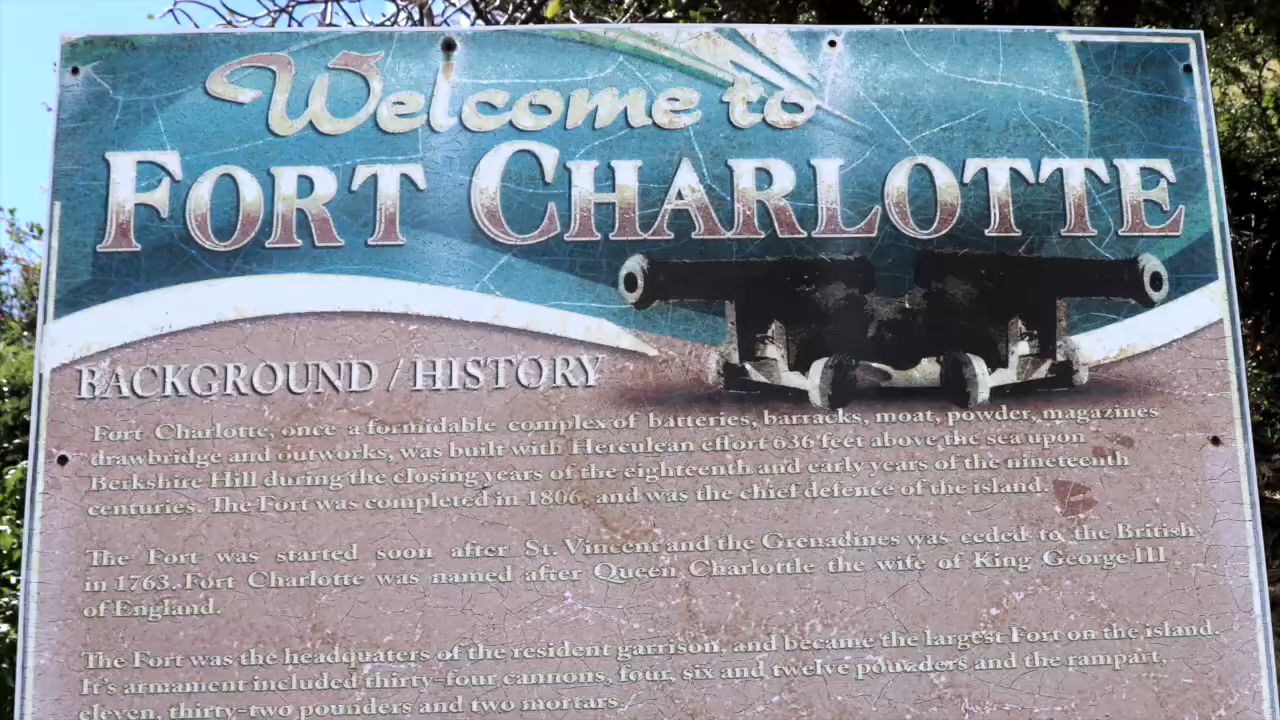 Welcome to
FORT CHARLOTTE
BACKGROUND / HISTORY
Fort Charlotte, once a formidable complex of batteries, barracks, moat, powder, magazines
drawbridge and outworks, was built with Herculean effort 636 feet above the sea upon
Berkshire Hill during the closing years of the eighteenth and early years of the nineteenth
centuries. The Fort was completed in 1806, and was the chief defence of the island.
The Fort was started soon after St. Vincent and the Grenadines was ceded to the British
in 1763. Fort Charlotte was named after Queen Charlottle the wife of King George III
of England.
The Fort was the headquaters of the resident garrison, and became the largest Fort on the island.
It's armament included thirty-four cannons, four, six and twelve pounders and the rampart,
eleven, thirty-two pounders and two mortars.